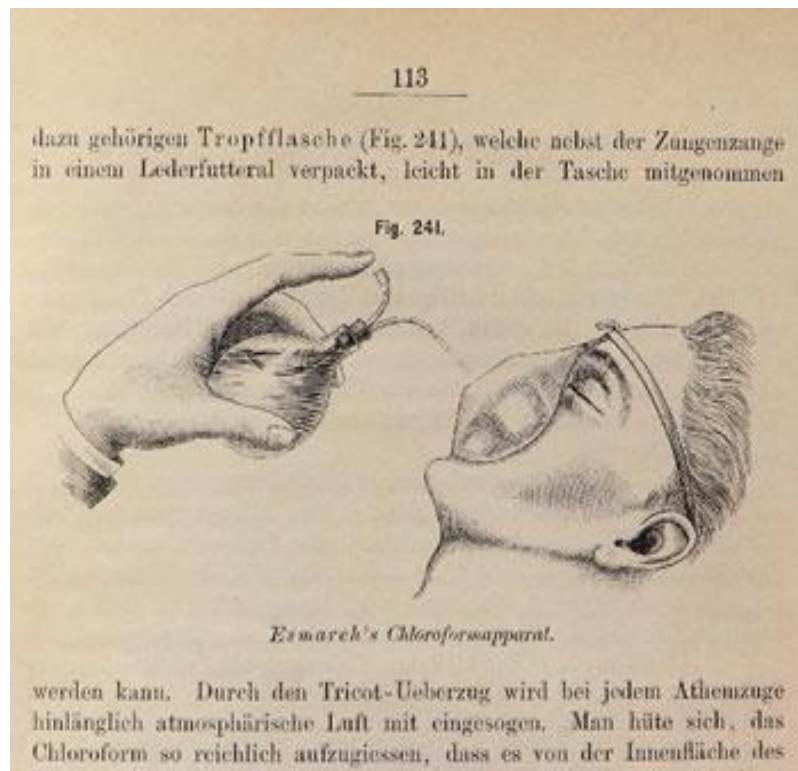 113
dazu gehörigen Tropfflasche (Fig. 241), welche nebst der Zungenzange
in einem Lederfutteral verpackt, leicht in der Tasche mitgenommen
Fig. 241.
Esmarch's Chloroformapparat.
werden kann. Durch den Tricot-Ueberzug wird bei jedem Athemzuge
hinlänglich atmosphärische Luft mit eingesogen. Man hüte sich, das
Chloroform so reichlich aufzugiessen, dass es von der Innenfläche des